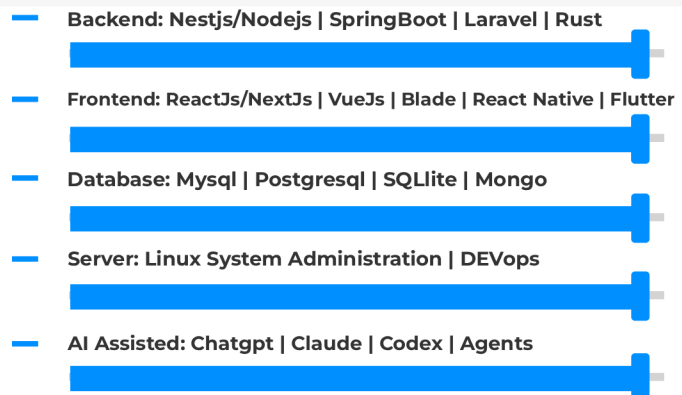 Backend: Nestjs/Nodejs | SpringBoot | Laravel | Rust
Frontend: ReactJs/NextJs | VueJs | Blade | React Native | Flutter
Database: Mysql | Postgresql | SQLlite | Mongo
Server: Linux System Administration | DEVops
AI Assisted: Chatgpt | Claude | Codex | Agents